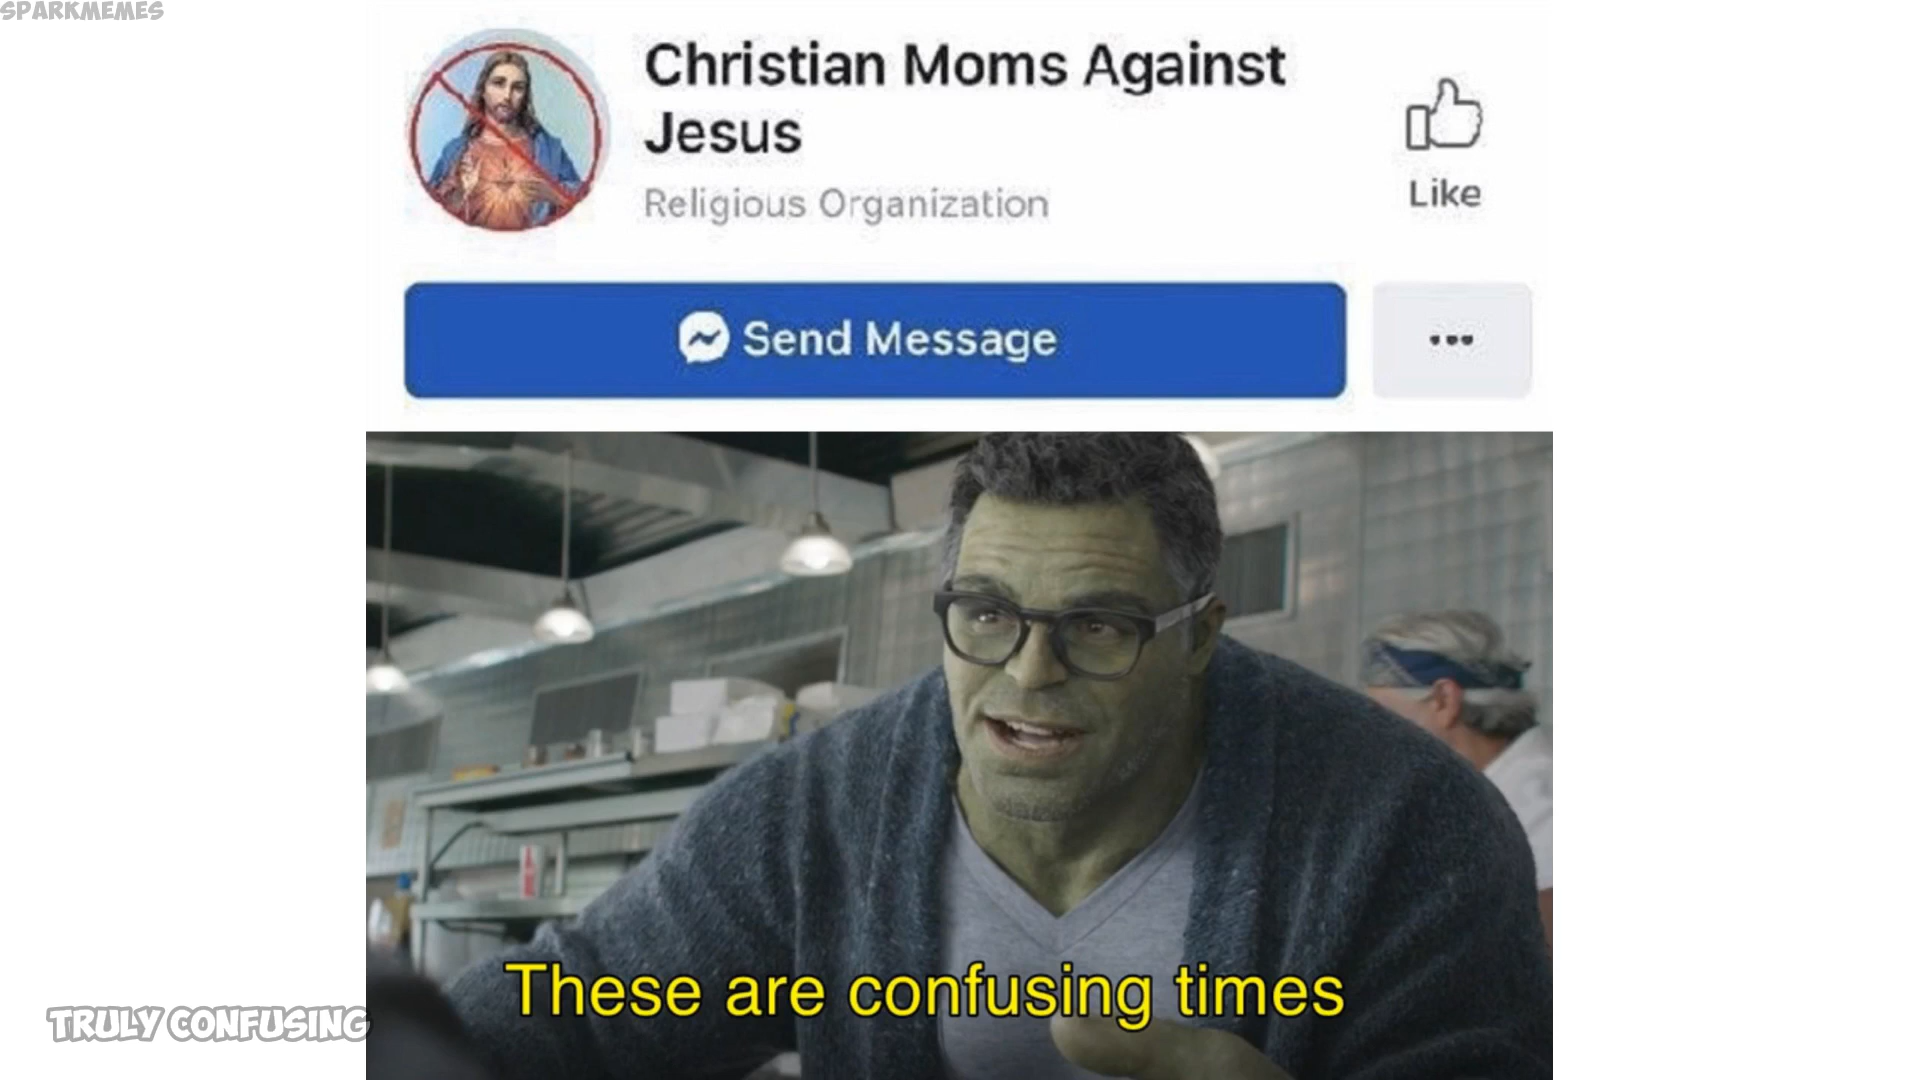 SPARKMEMES
Christian Moms Against
Jesus
Religious Organization
Like
Send Message
These are confusing times
TRULY CONFUSING